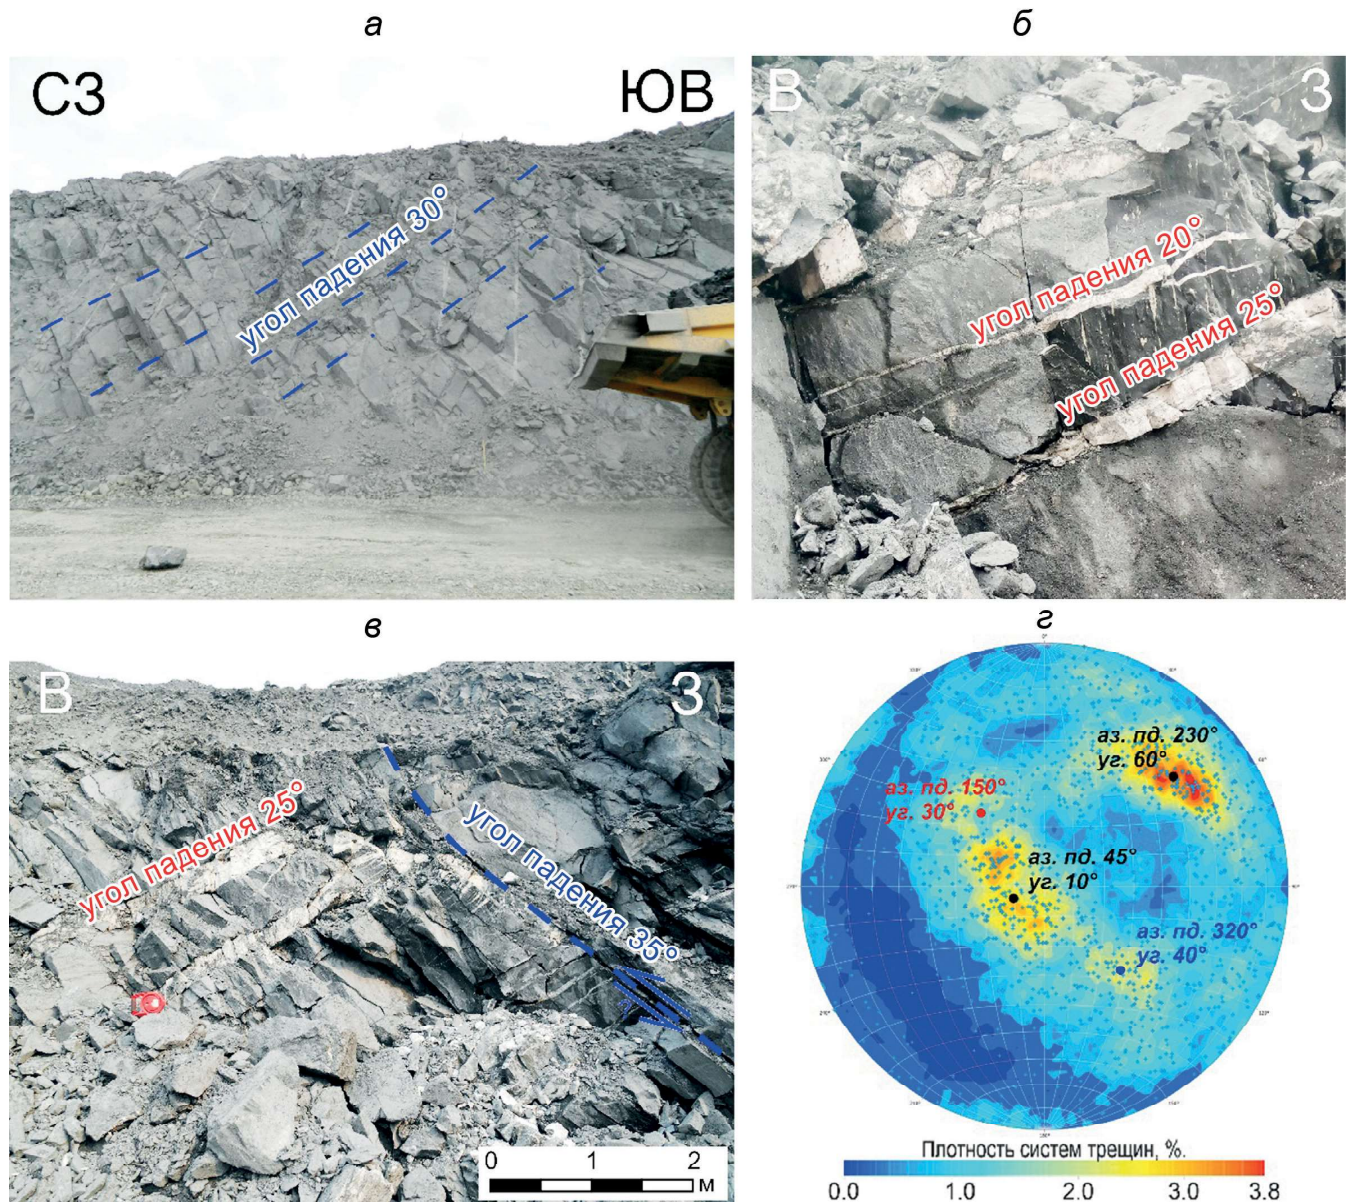 а
СЗ
ЮВ
угол падения 30°
б
В
З
угол падения 20°
угол падения 25°
в
В
З
угол падения 25°
угол падения 35°
0 1 2
м
г
0°
аз. пд. 230°
уг. 60°
аз. пд. 150°
уг. 30°
аз. пд. 45°
уг. 10°
аз. пд. 320°
уг. 40°
Плотность систем трещин, %.
0.0 1.0 2.0 3.0 3.8